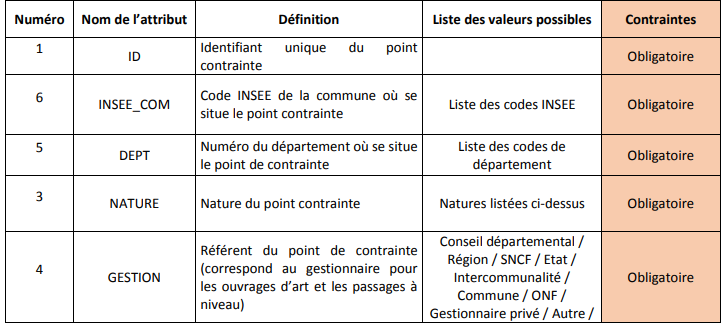 Numéro Nom de l'attribut Définition Liste des valeurs possibles Contraintes
1 ID Identifiant unique du point contrainte Obligatoire
6 INSEE_COM Code INSEE de la commune où se situe le point contrainte Liste des codes INSEE Obligatoire
5 DEPT Numéro du département où se situe le point de contrainte Liste des codes de département Obligatoire
3 NATURE Nature du point contrainte Natures listées ci-dessus Obligatoire
4 GESTION Référent du point de contrainte (correspond au gestionnaire pour les ouvrages d'art et les passages à niveau) Conseil départemental / Région / SNCF / Etat / Intercommunalité / Commune / ONF / Gestionnaire privé / Autre / Obligatoire